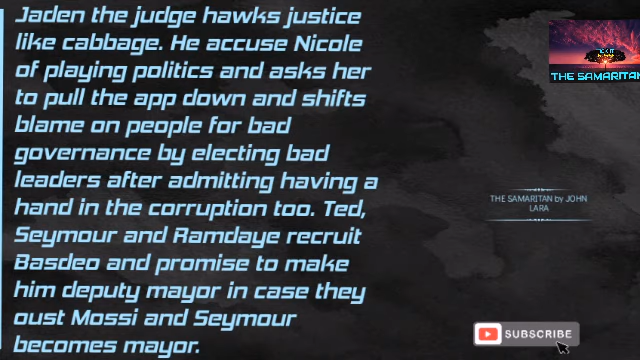 Jaden the judge hawks justice
like cabbage. He accuse Nicole
of playing politics and asks her
to pull the app down and shifts
blame on people for bad
governance by electing bad
leaders after admitting having a
hand in the corruption too. Ted,
Seymour and Ramdaye recruit
Basdeo and promise to make
him deputy mayor in case they
oust Mossi and Seymour
becomes mayor.
THE SAMARITAN
THE SAMARITAN by JOHN
LARA
SUBSCRIBE